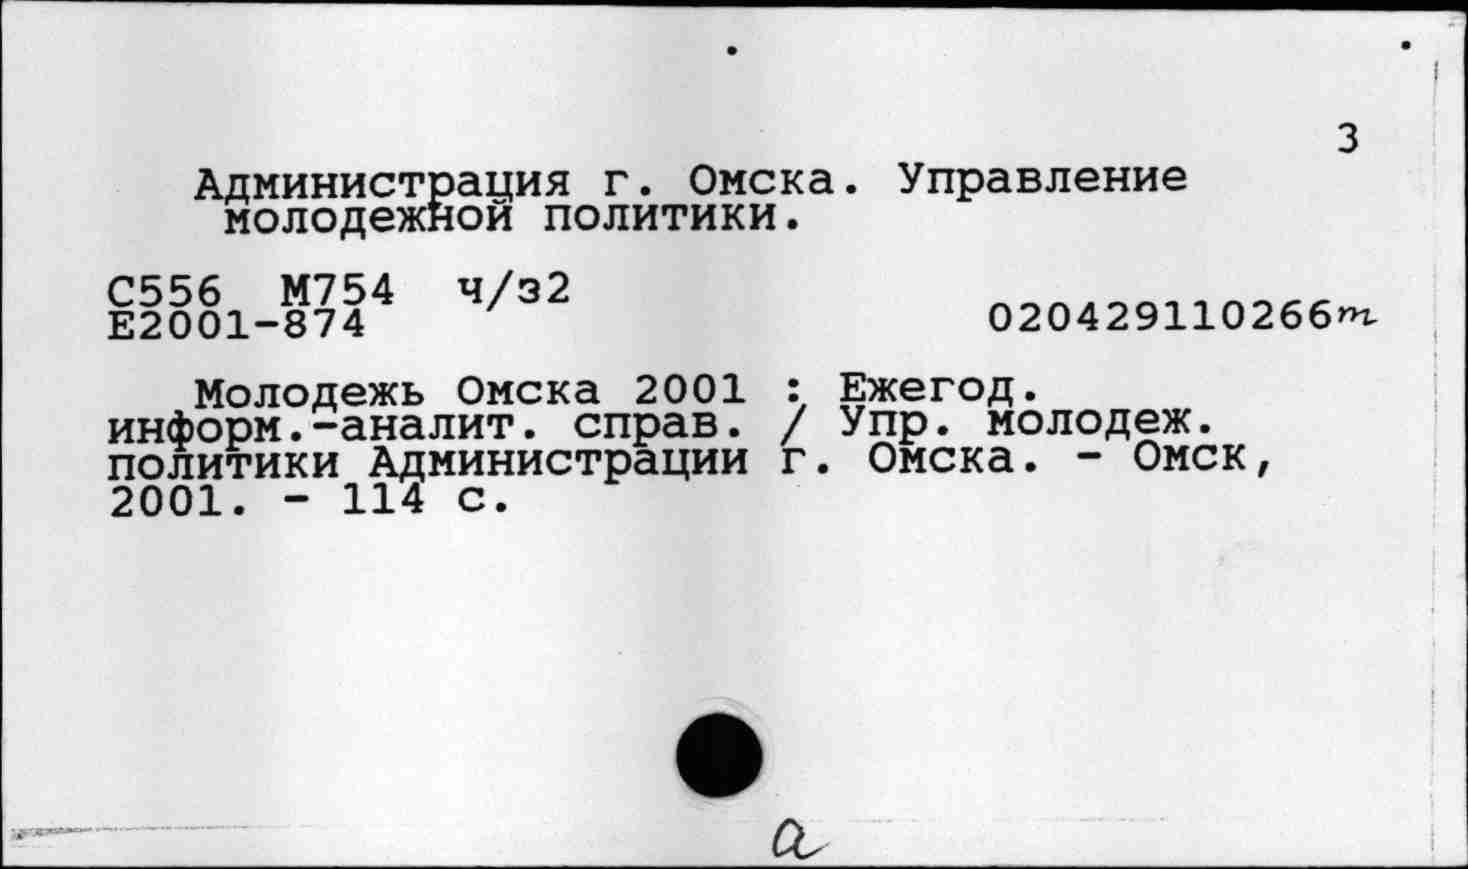 3
Администрация г. Омска. Управление
молодежной политики.
С556 М754 ч/з2
Е2001-874
020429110266т
Молодежь Омска 2001 : Ежегод.
информ.-аналит. справ. / Упр. молодеж.
политики Администрации г. Омска. - Омск,
2001. - 114 с.
а